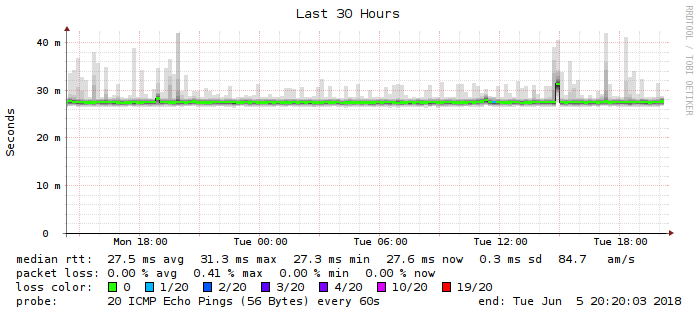 Last 30 Hours
RRDTOOL / TOBI OETIKER
Seconds
40 m
30 m
20 m
10 m
0
Mon 18:00 Tue 00:00 Tue 06:00 Tue 12:00 Tue 18:00
median rtt: 27.5 ms avg 31.3 ms max 27.3 ms min 27.6 ms now 0.3 ms sd 84.7 am/s
packet loss: 0.00 % avg 0.41 % max 0.00 % min 0.00 % now
loss color: 0 1/20 2/20 3/20 4/20 10/20 19/20
probe: 20 ICMP Echo Pings (56 Bytes) every 60s end: Tue Jun 5 20:20:03 2018